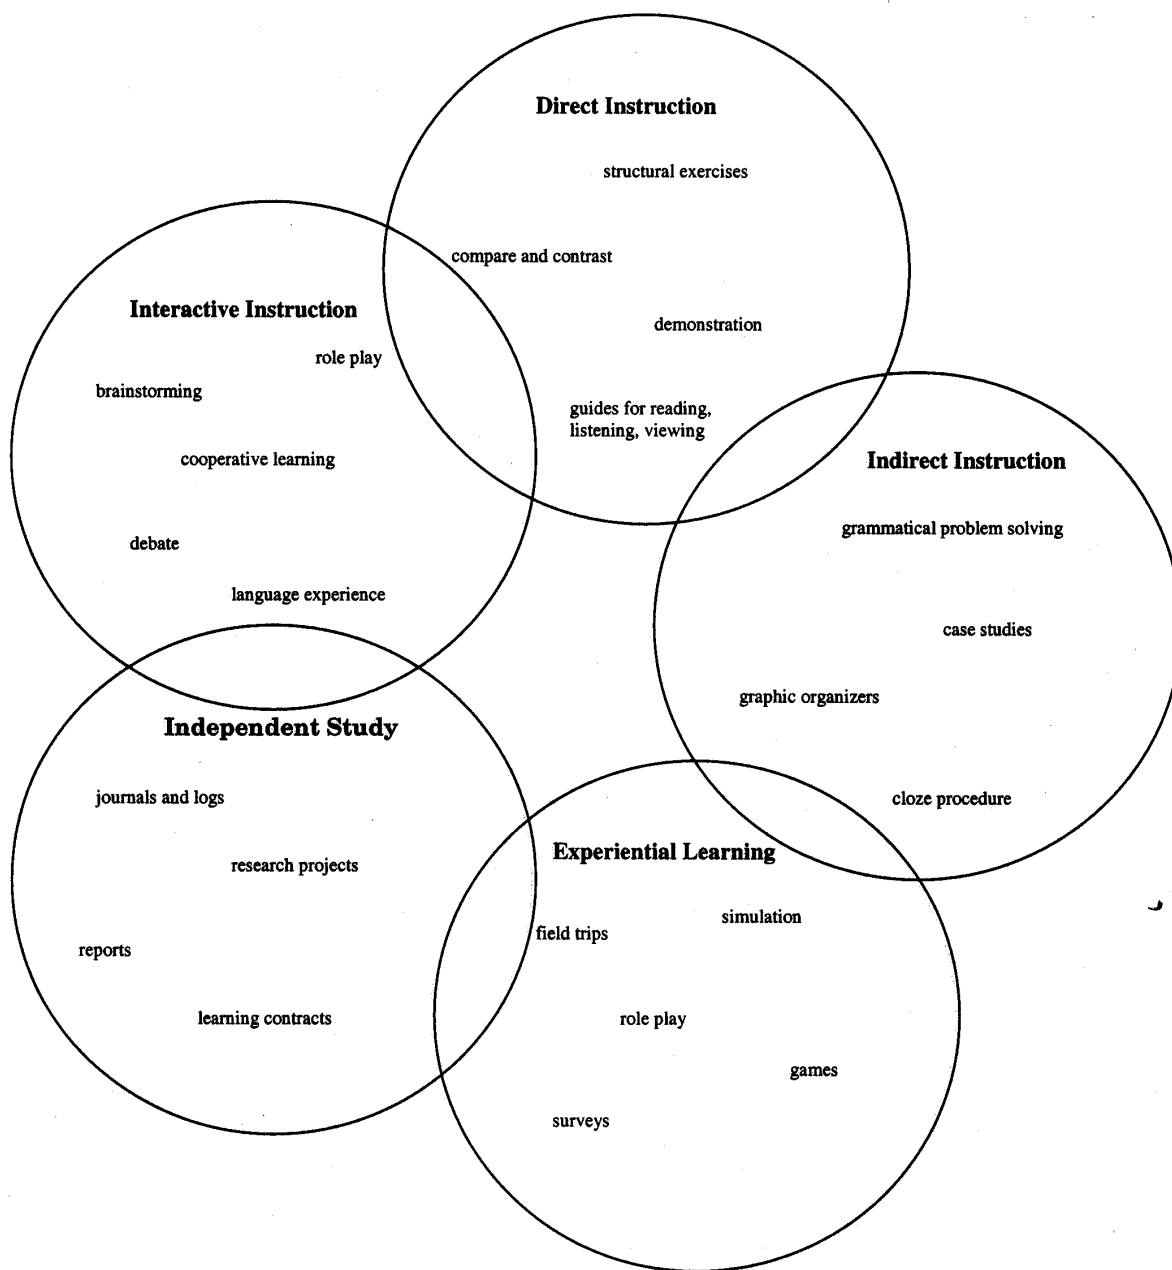 Direct Instruction
structural exercises
compare and contrast
demonstration
guides for reading,
listening, viewing
Interactive Instruction
role play
brainstorming
cooperative learning
debate
language experience
Indirect Instruction
grammatical problem solving
case studies
graphic organizers
cloze procedure
Independent Study
journals and logs
research projects
reports
learning contracts
Experiential Learning
simulation
field trips
role play
games
surveys